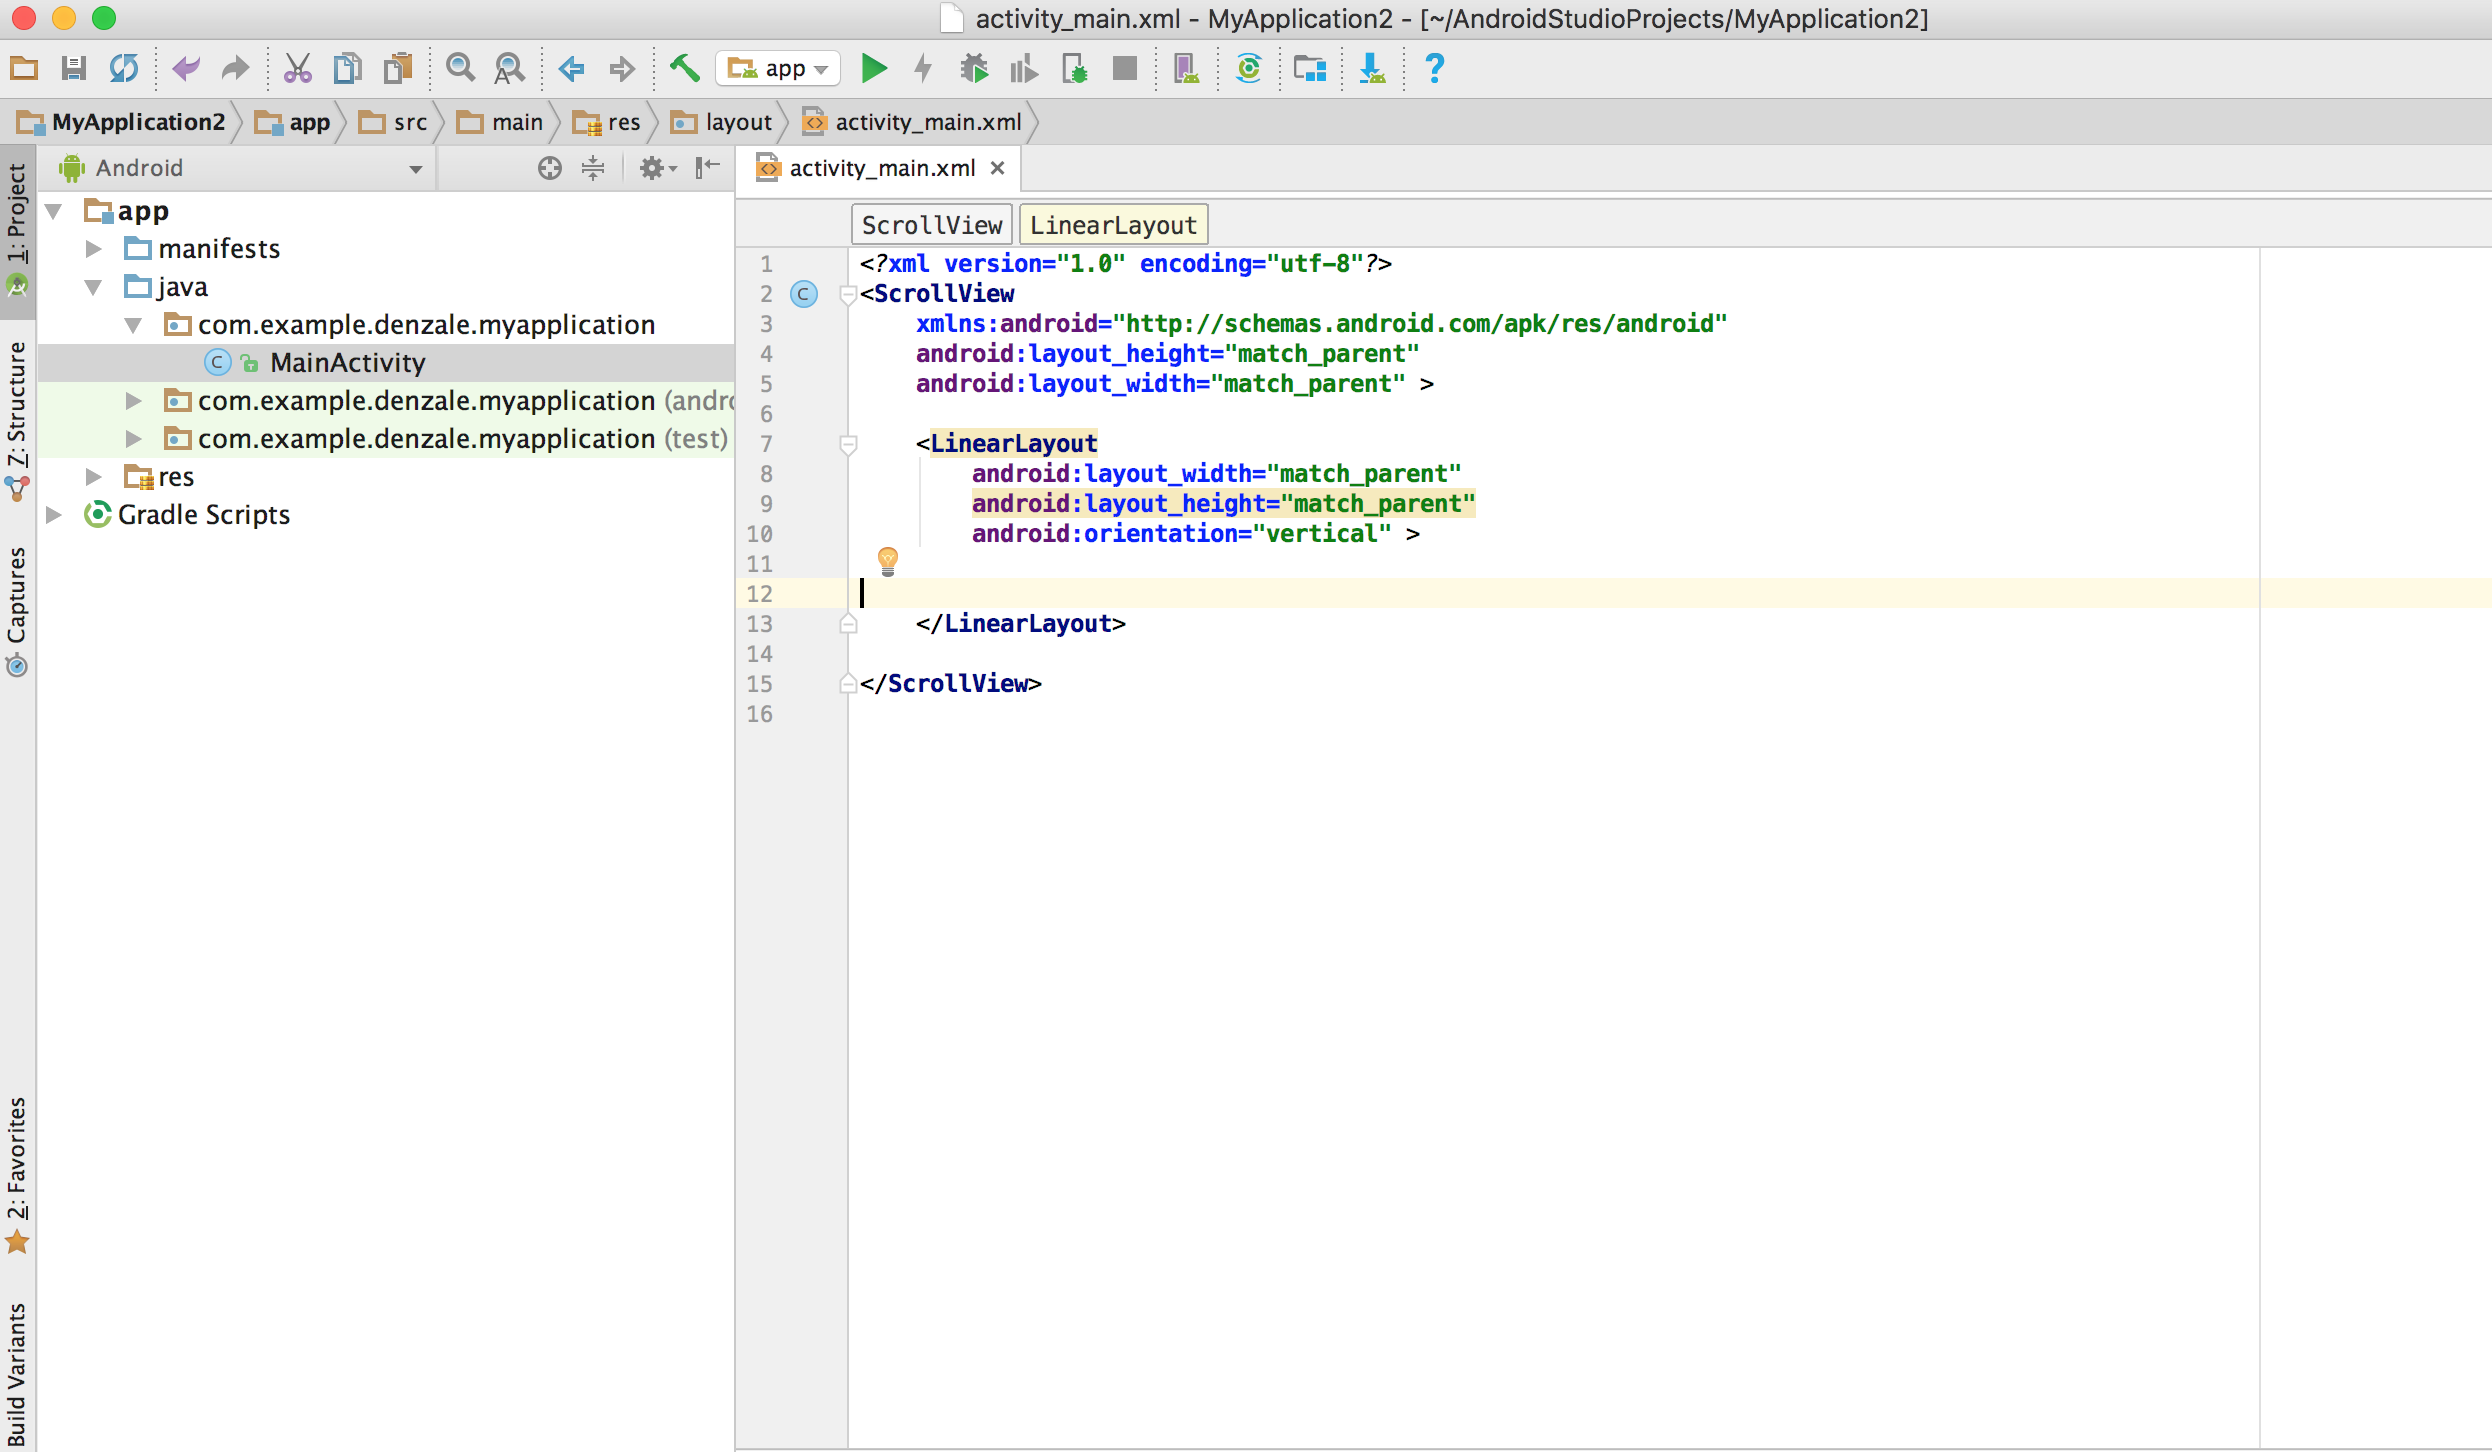 activity_main.xml - MyApplication2 - [~/AndroidStudioProjects/MyApplication2]
app
MyApplication2 app src main res layout activity_main.xml
1: Project
7: Structure
Captures
2: Favorites
Build Variants
Android
app
manifests
java
com.example.denzale.myapplication
MainActivity
com.example.denzale.myapplication (andro
com.example.denzale.myapplication (test)
res
Gradle Scripts
activity_main.xml
ScrollView LinearLayout
1 <?xml version="1.0" encoding="utf-8"?>
2 <ScrollView
3 xmlns:android="http://schemas.android.com/apk/res/android"
4 android:layout_height="match_parent"
5 android:layout_width="match_parent" >
6
7 <LinearLayout
8 android:layout_width="match_parent"
9 android:layout_height="match_parent"
10 android:orientation="vertical" >
11
12
13 </LinearLayout>
14
15 </ScrollView>
16